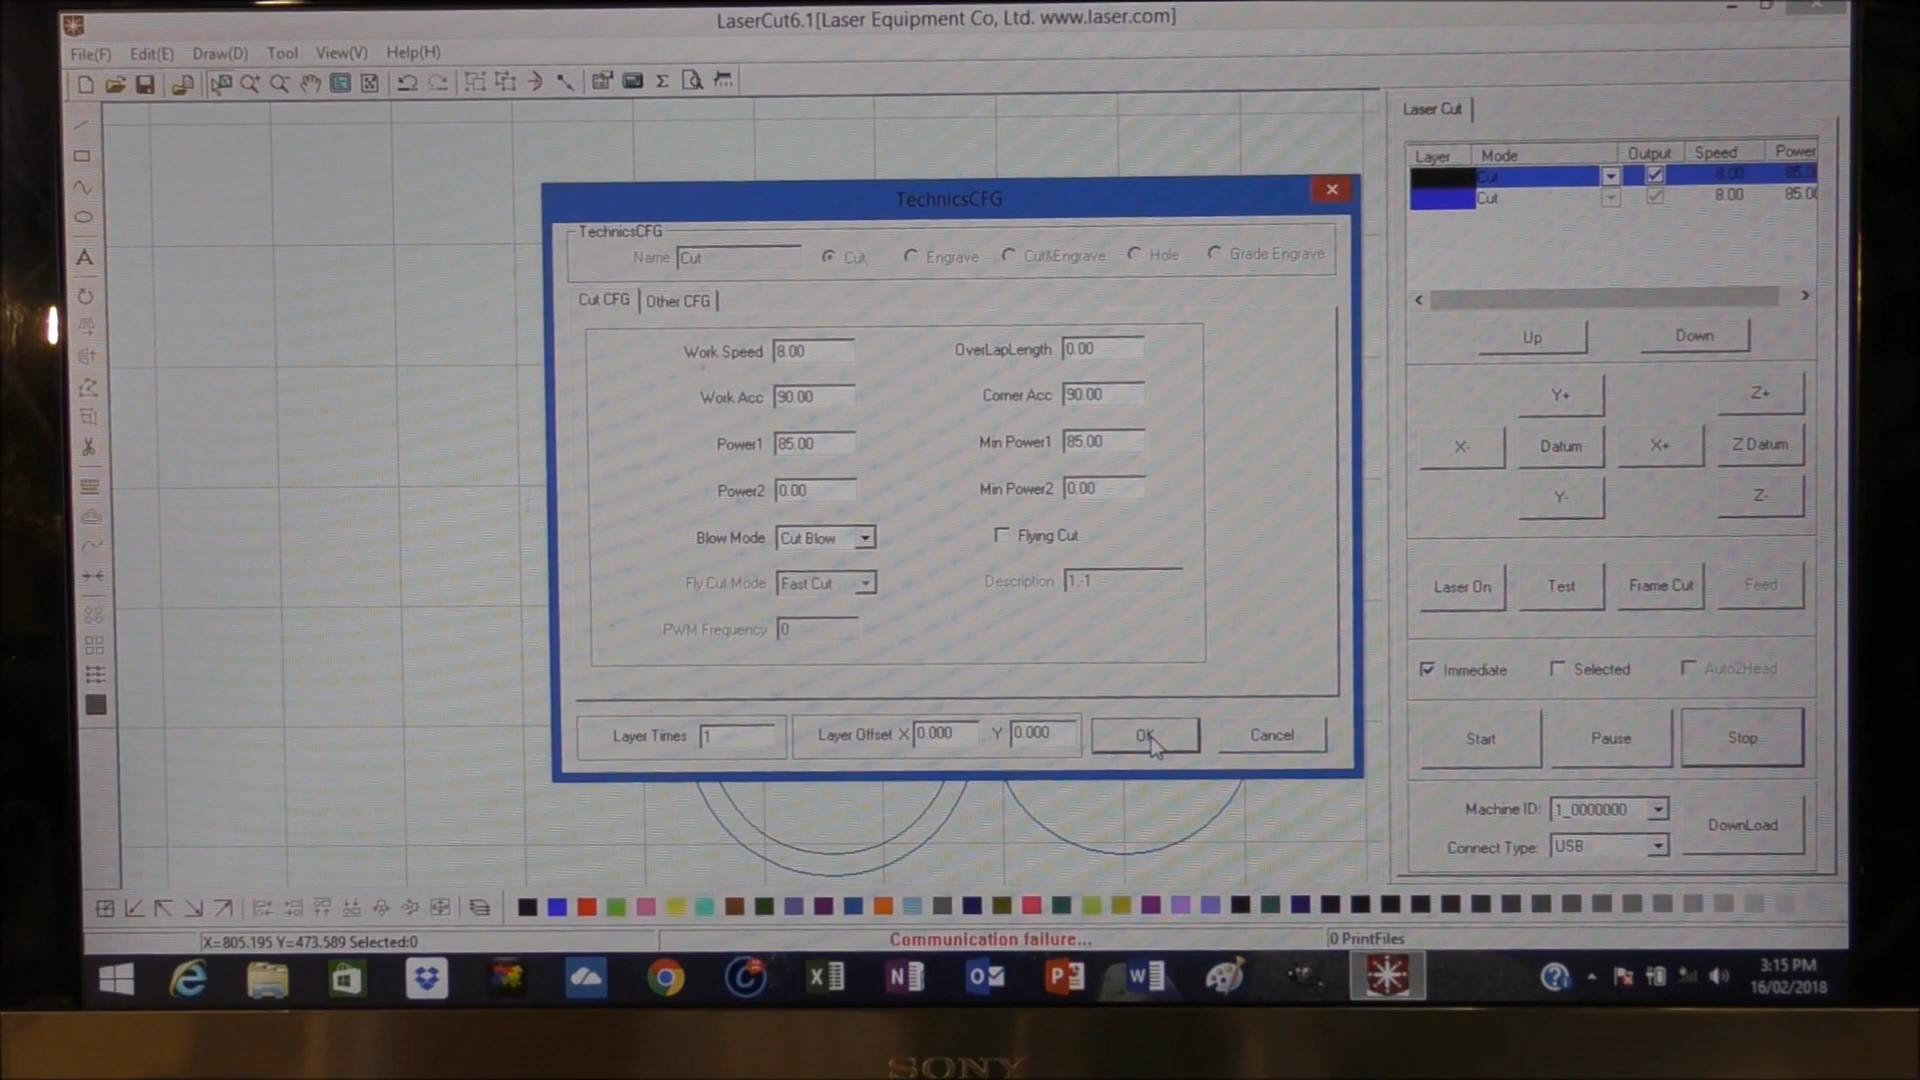 LaserCut6.1[Laser Equipment Co, Ltd. www.laser.com]
File(F) Edit(E) Draw(D) Tool View(V) Help(H)
Laser Cut
Layer Mode Output Speed Power
Cut 8.00 85.0
Cut 8.00 85.00
TechnicsCFG
TechnicsCFG
Name Cut Cut Engrave Cut&Engrave Hole Grade Engrave
Cut CFG Other CFG
Work Speed 8.00 OverLapLength 0.00
Work Acc 90.00 Corner Acc 90.00
Power1 85.00 Min Power1 85.00
Power2 0.00 Min Power2 0.00
Blow Mode Cut Blow Flying Cut
Fly Cut Mode Fast Cut Description 1,-1
PWM Frequency 0
Layer Times 1 Layer Offset X 0.000 Y 0.000 OK Cancel
Up Down
Y+ Z+
X- Datum X+ Z Datum
Y- Z-
Laser On Test Frame Cut Feed
Immediate Selected Auto2Head
Start Pause Stop
Machine ID: 1_0000000
DownLoad
Connect Type: USB
X=805.195 Y=473.589 Selected:0 Communication failure... 0 PrintFiles
3:15 PM
16/02/2018
SONY